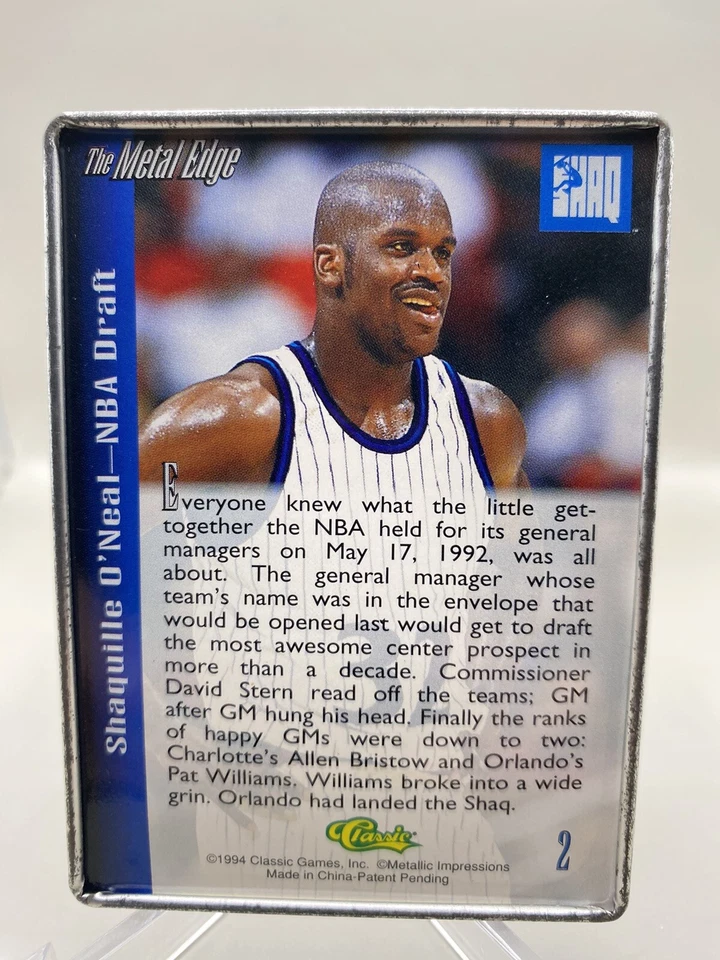 The Metal Edge
SHAQ
Shaquille O'Neal—NBA Draft
Everyone knew what the little get-
together the NBA held for its general
managers on May 17, 1992, was all
about. The general manager whose
team's name was in the envelope that
would be opened last would get to draft
the most awesome center prospect in
more than a decade. Commissioner
David Stern read off the teams; GM
after GM hung his head. Finally the ranks
of happy GMs were down to two:
Charlotte's Allen Bristow and Orlando's
Pat Williams. Williams broke into a wide
grin. Orlando had landed the Shaq.
Classic
2
©1994 Classic Games, Inc. ©Metallic Impressions
Made in China-Patent Pending